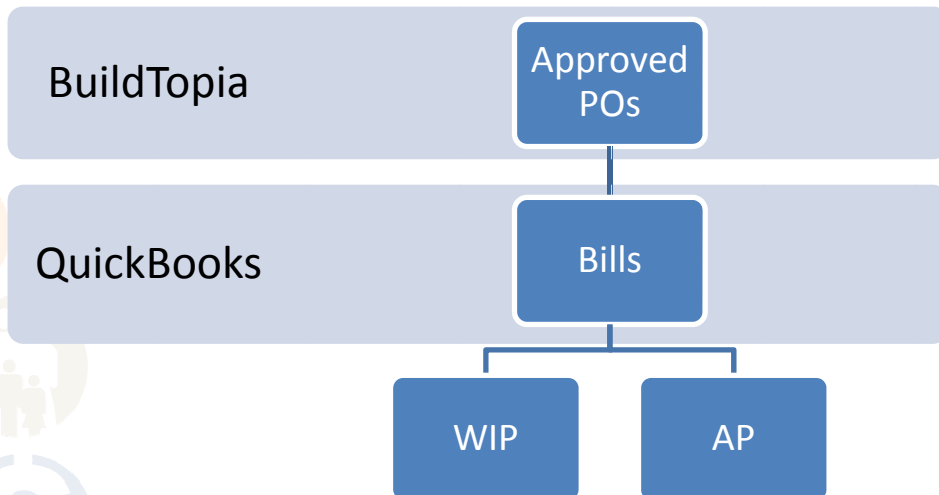 BuildTopia
Approved
POs
QuickBooks
Bills
WIP
AP